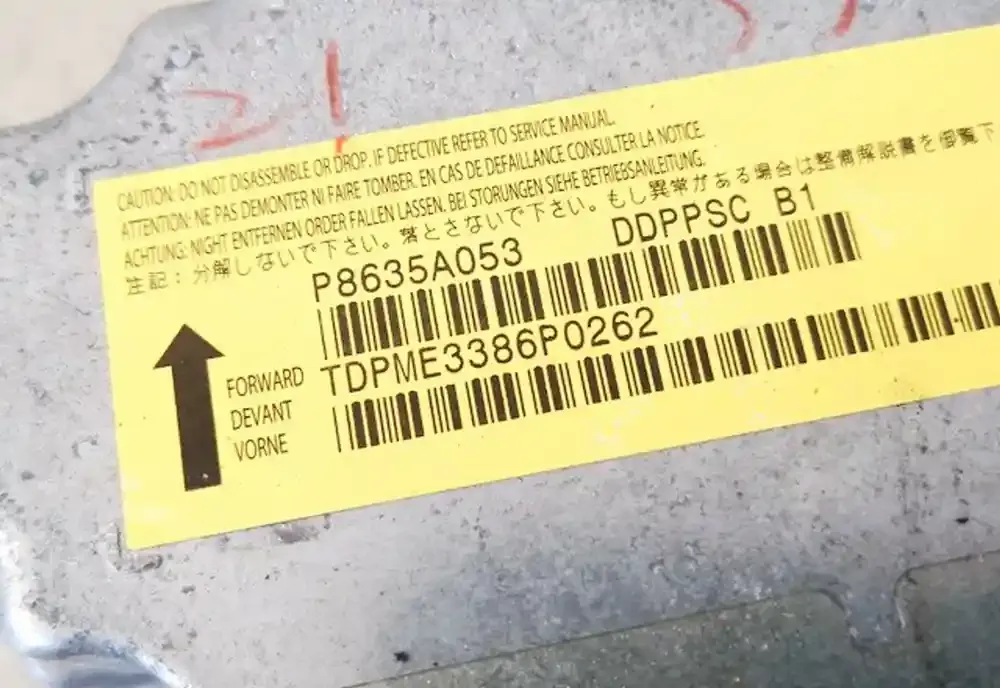 21
CAUTION: DO NOT DISASSEMBLE OR DROP. IF DEFECTIVE REFER TO SERVICE MANUAL.
ATTENTION: NE PAS DEMONTER NI FAIRE TOMBER. EN CAS DE DEFAILLANCE CONSULTER LA NOTICE.
ACHTUNG: NIGHT ENTFERNEN ORDER FALLEN LASSEN. BEI STORUNGEN SIEHE BETRIEBSANLEITUNG.
注記：分解しないで下さい。落とさないで下さい。もし異常がある場合は整備解説書を御覧下
P8635A053 DDPPSC B1
TDPME3386P0262
FORWARD
DEVANT
VORNE